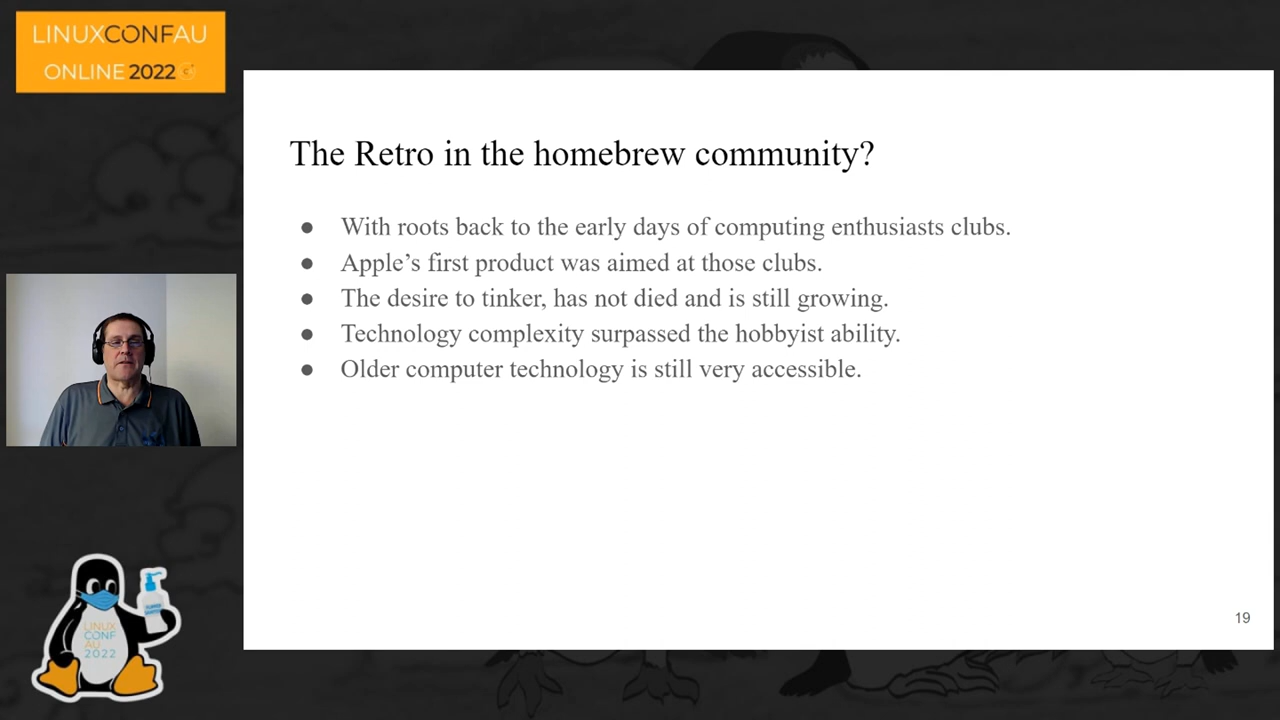 LINUXCONFAU
ONLINE 2022
The Retro in the homebrew community?
● With roots back to the early days of computing enthusiasts clubs.
● Apple’s first product was aimed at those clubs.
● The desire to tinker, has not died and is still growing.
● Technology complexity surpassed the hobbyist ability.
● Older computer technology is still very accessible.
19
LINUX
CONF
AU
2022